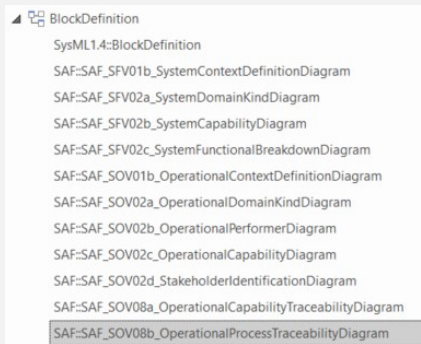 BlockDefinition
SysML1.4::BlockDefinition
SAF::SAF_SFV01b_SystemContextDefinitionDiagram
SAF::SAF_SFV02a_SystemDomainKindDiagram
SAF::SAF_SFV02b_SystemCapabilityDiagram
SAF::SAF_SFV02c_SystemFunctionalBreakdownDiagram
SAF::SAF_SOV01b_OperationalContextDefinitionDiagram
SAF::SAF_SOV02a_OperationalDomainKindDiagram
SAF::SAF_SOV02b_OperationalPerformerDiagram
SAF::SAF_SOV02c_OperationalCapabilityDiagram
SAF::SAF_SOV02d_StakeholderIdentificationDiagram
SAF::SAF_SOV08a_OperationalCapabilityTraceabilityDiagram
SAF::SAF_SOV08b_OperationalProcessTraceabilityDiagram